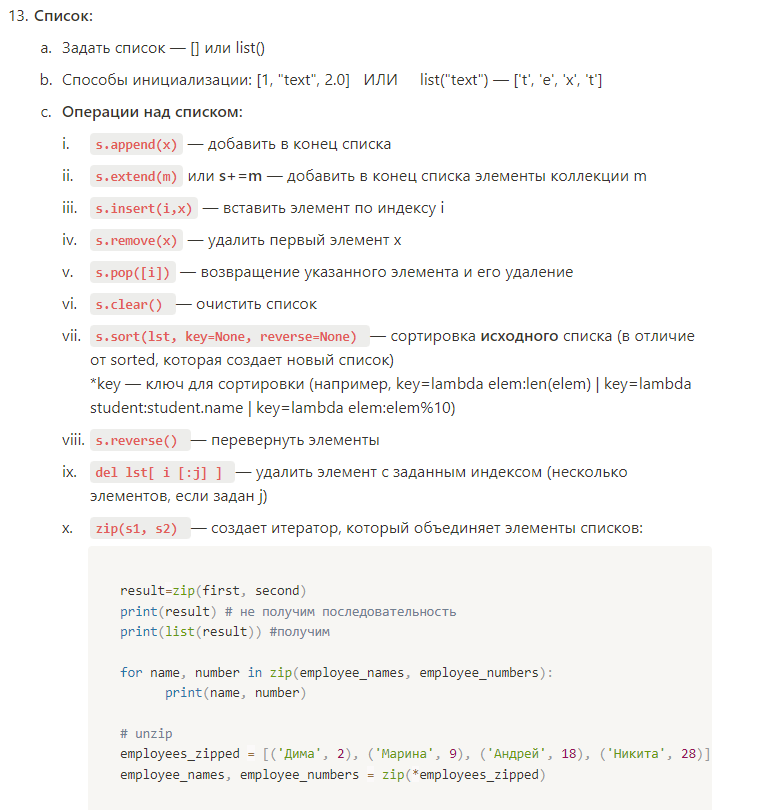 13. Список:
a. Задать список — [] или list()
b. Способы инициализации: [1, "text", 2.0] ИЛИ list("text") — ['t', 'e', 'x', 't']
c. Операции над списком:
i. s.append(x) — добавить в конец списка
ii. s.extend(m) или s+=m — добавить в конец списка элементы коллекции m
iii. s.insert(i,x) — вставить элемент по индексу i
iv. s.remove(x) — удалить первый элемент x
v. s.pop([i]) — возвращение указанного элемента и его удаление
vi. s.clear() — очистить список
vii. s.sort(lst, key=None, reverse=None) — сортировка исходного списка (в отличие
от sorted, которая создает новый список)
*key — ключ для сортировки (например, key=lambda elem:len(elem) | key=lambda
student:student.name | key=lambda elem:elem%10)
viii. s.reverse() — перевернуть элементы
ix. del lst[ i [:j] ] — удалить элемент с заданным индексом (несколько
элементов, если задан j)
x. zip(s1, s2) — создает итератор, который объединяет элементы списков:
result=zip(first, second)
print(result) # не получим последовательность
print(list(result)) #получим
for name, number in zip(employee_names, employee_numbers):
print(name, number)
# unzip
employees_zipped = [('Дима', 2), ('Марина', 9), ('Андрей', 18), ('Никита', 28)]
employee_names, employee_numbers = zip(*employees_zipped)